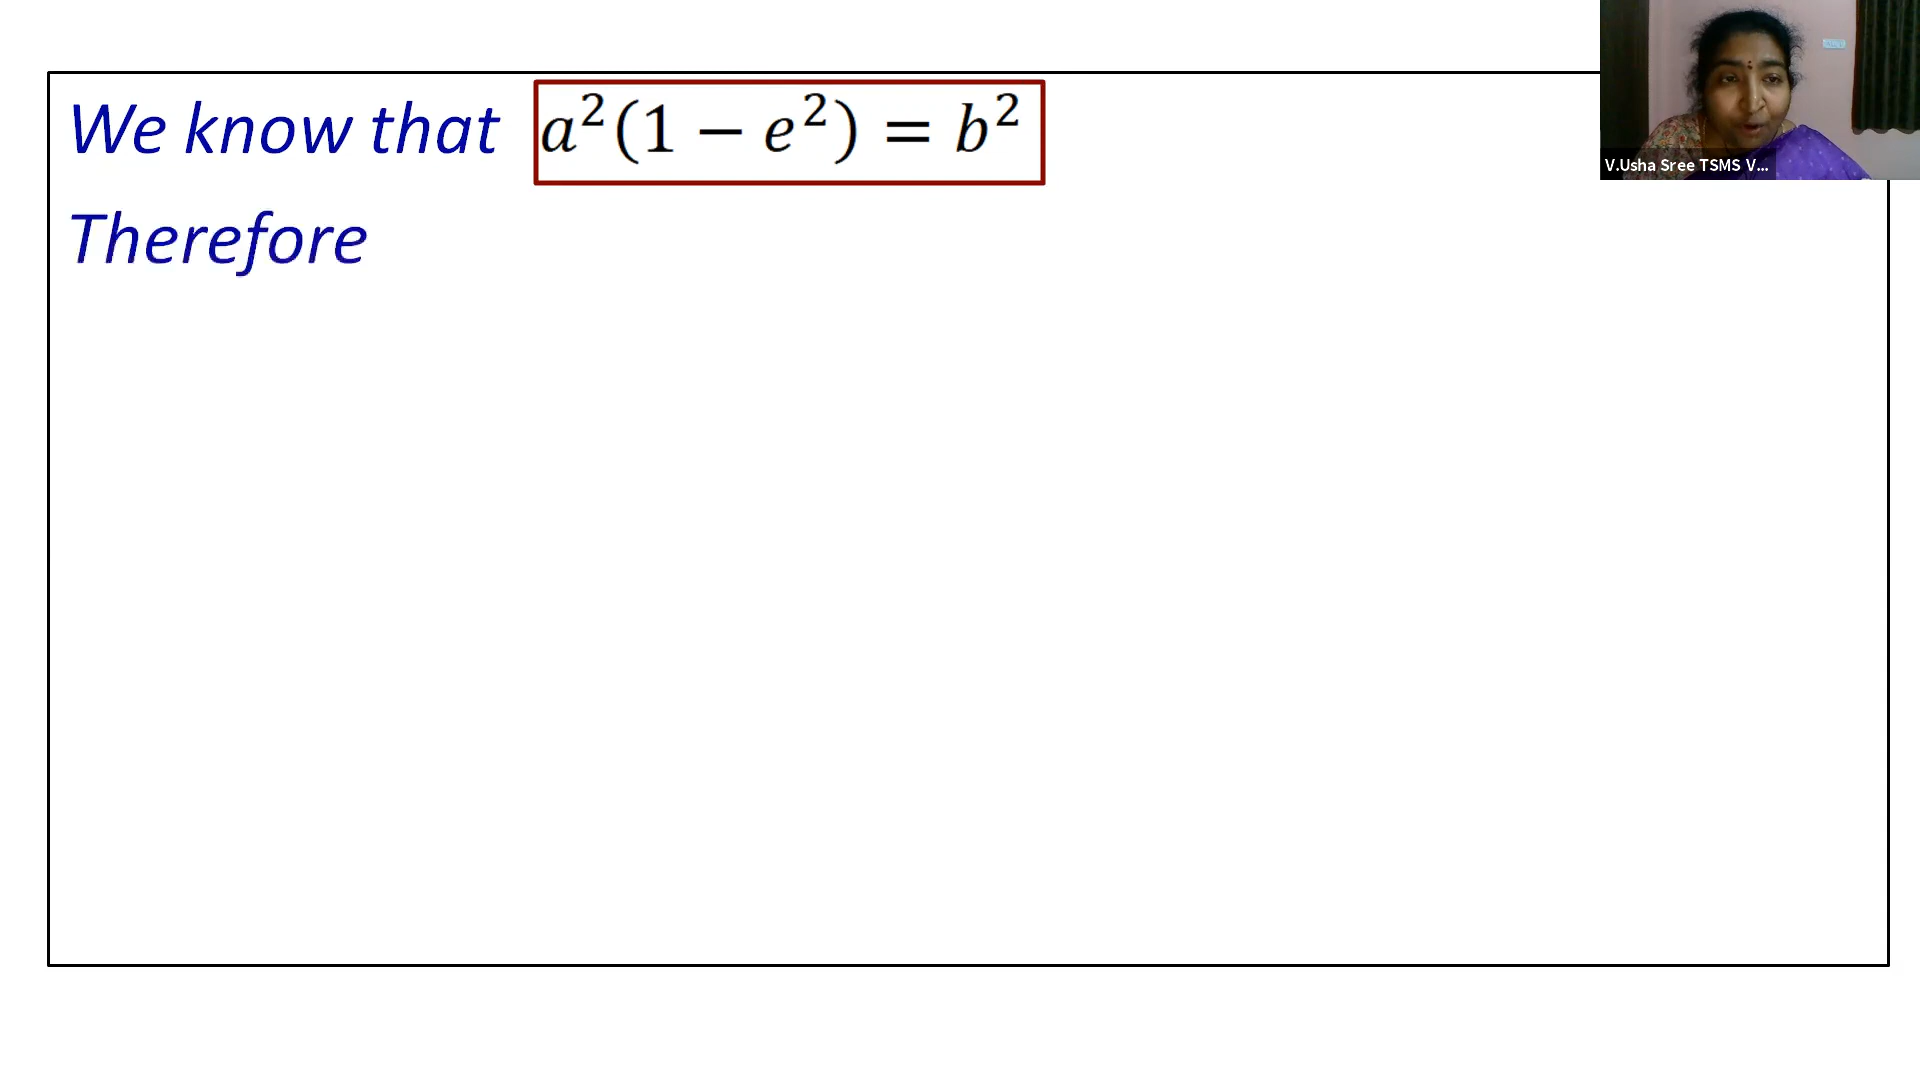 We know that a²(1 − e²) = b²
Therefore
V.Usha Sree TSMS V...